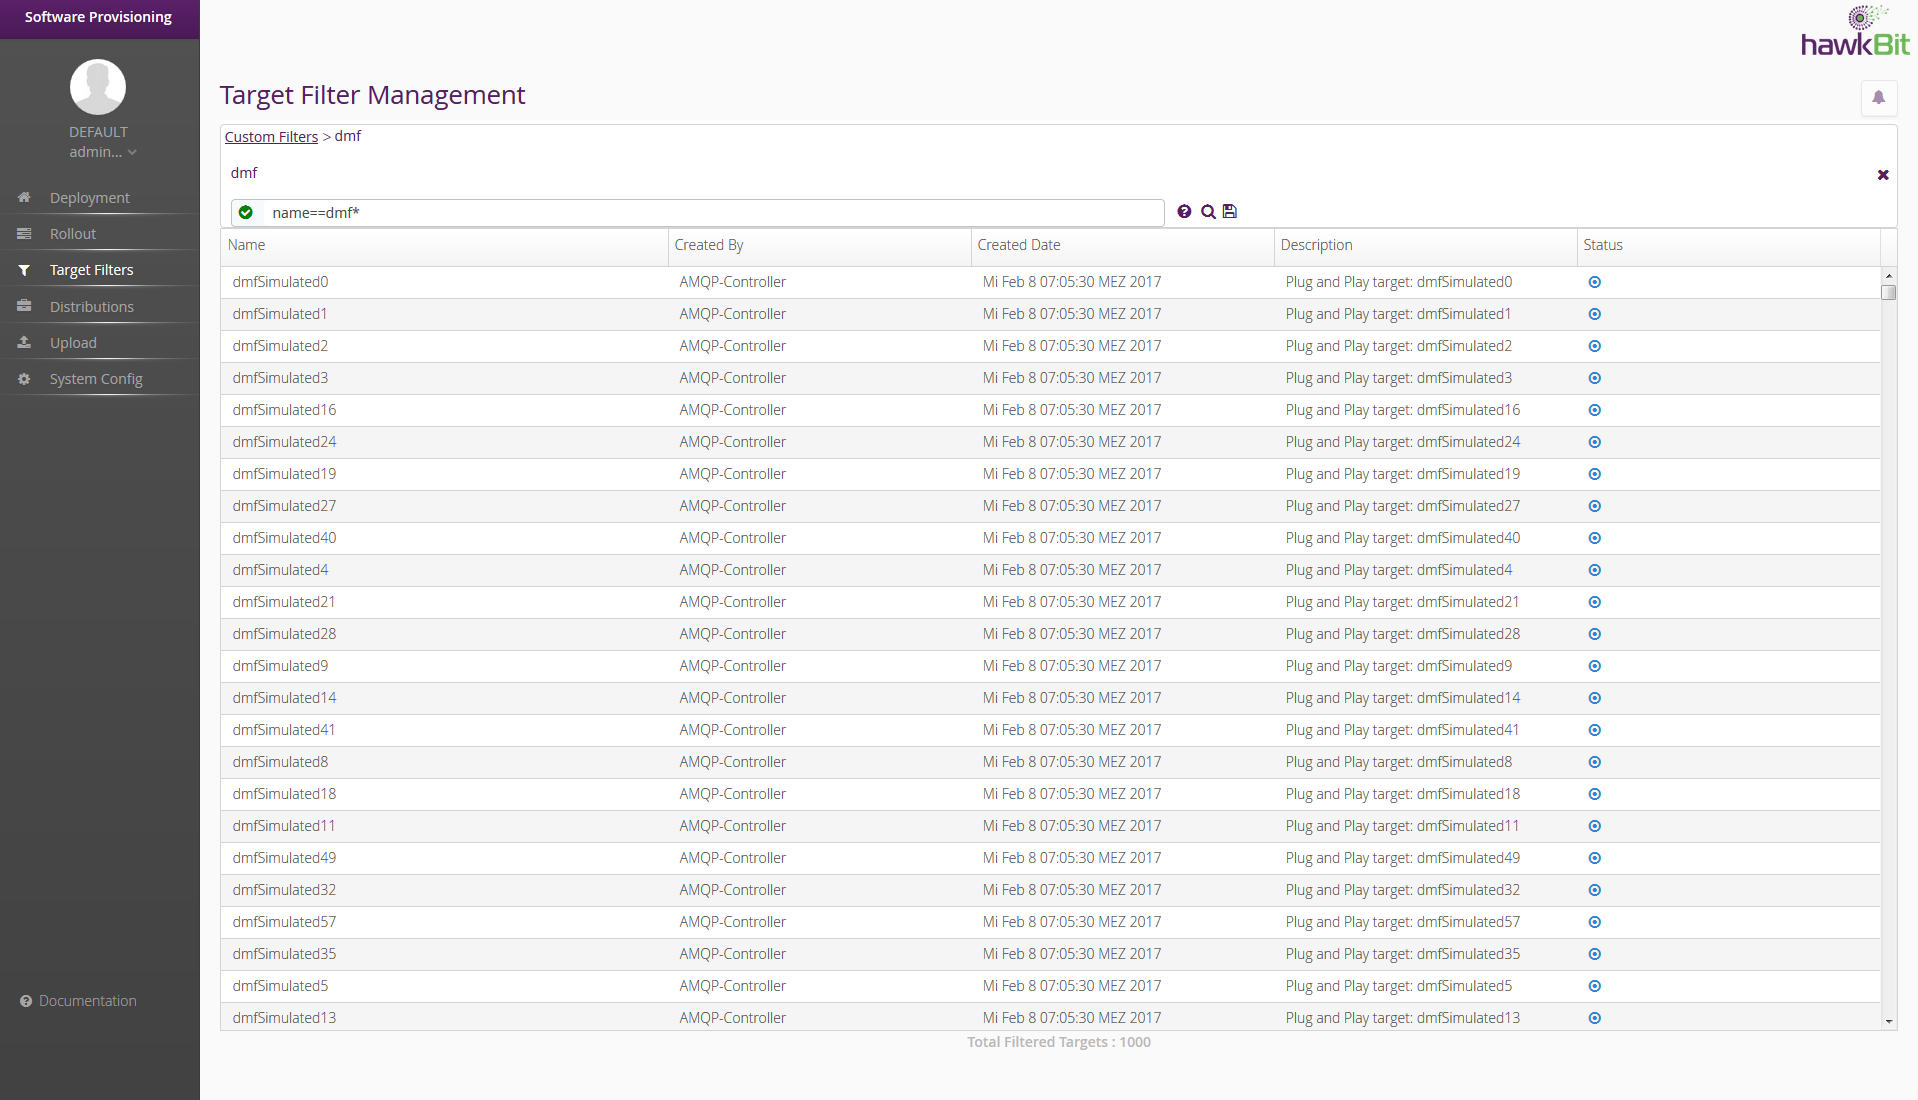 Software Provisioning
hawkBit
DEFAULT
admin...
Deployment
Rollout
Target Filters
Distributions
Upload
System Config
Documentation
Target Filter Management
Custom Filters > dmf
dmf
name==dmf*
Name Created By Created Date Description Status
dmfSimulated0 AMQP-Controller Mi Feb 8 07:05:30 MEZ 2017 Plug and Play target: dmfSimulated0
dmfSimulated1 AMQP-Controller Mi Feb 8 07:05:30 MEZ 2017 Plug and Play target: dmfSimulated1
dmfSimulated2 AMQP-Controller Mi Feb 8 07:05:30 MEZ 2017 Plug and Play target: dmfSimulated2
dmfSimulated3 AMQP-Controller Mi Feb 8 07:05:30 MEZ 2017 Plug and Play target: dmfSimulated3
dmfSimulated16 AMQP-Controller Mi Feb 8 07:05:30 MEZ 2017 Plug and Play target: dmfSimulated16
dmfSimulated24 AMQP-Controller Mi Feb 8 07:05:30 MEZ 2017 Plug and Play target: dmfSimulated24
dmfSimulated19 AMQP-Controller Mi Feb 8 07:05:30 MEZ 2017 Plug and Play target: dmfSimulated19
dmfSimulated27 AMQP-Controller Mi Feb 8 07:05:30 MEZ 2017 Plug and Play target: dmfSimulated27
dmfSimulated40 AMQP-Controller Mi Feb 8 07:05:30 MEZ 2017 Plug and Play target: dmfSimulated40
dmfSimulated4 AMQP-Controller Mi Feb 8 07:05:30 MEZ 2017 Plug and Play target: dmfSimulated4
dmfSimulated21 AMQP-Controller Mi Feb 8 07:05:30 MEZ 2017 Plug and Play target: dmfSimulated21
dmfSimulated28 AMQP-Controller Mi Feb 8 07:05:30 MEZ 2017 Plug and Play target: dmfSimulated28
dmfSimulated9 AMQP-Controller Mi Feb 8 07:05:30 MEZ 2017 Plug and Play target: dmfSimulated9
dmfSimulated14 AMQP-Controller Mi Feb 8 07:05:30 MEZ 2017 Plug and Play target: dmfSimulated14
dmfSimulated41 AMQP-Controller Mi Feb 8 07:05:30 MEZ 2017 Plug and Play target: dmfSimulated41
dmfSimulated8 AMQP-Controller Mi Feb 8 07:05:30 MEZ 2017 Plug and Play target: dmfSimulated8
dmfSimulated18 AMQP-Controller Mi Feb 8 07:05:30 MEZ 2017 Plug and Play target: dmfSimulated18
dmfSimulated11 AMQP-Controller Mi Feb 8 07:05:30 MEZ 2017 Plug and Play target: dmfSimulated11
dmfSimulated49 AMQP-Controller Mi Feb 8 07:05:30 MEZ 2017 Plug and Play target: dmfSimulated49
dmfSimulated32 AMQP-Controller Mi Feb 8 07:05:30 MEZ 2017 Plug and Play target: dmfSimulated32
dmfSimulated57 AMQP-Controller Mi Feb 8 07:05:30 MEZ 2017 Plug and Play target: dmfSimulated57
dmfSimulated35 AMQP-Controller Mi Feb 8 07:05:30 MEZ 2017 Plug and Play target: dmfSimulated35
dmfSimulated5 AMQP-Controller Mi Feb 8 07:05:30 MEZ 2017 Plug and Play target: dmfSimulated5
dmfSimulated13 AMQP-Controller Mi Feb 8 07:05:30 MEZ 2017 Plug and Play target: dmfSimulated13
Total Filtered Targets : 1000